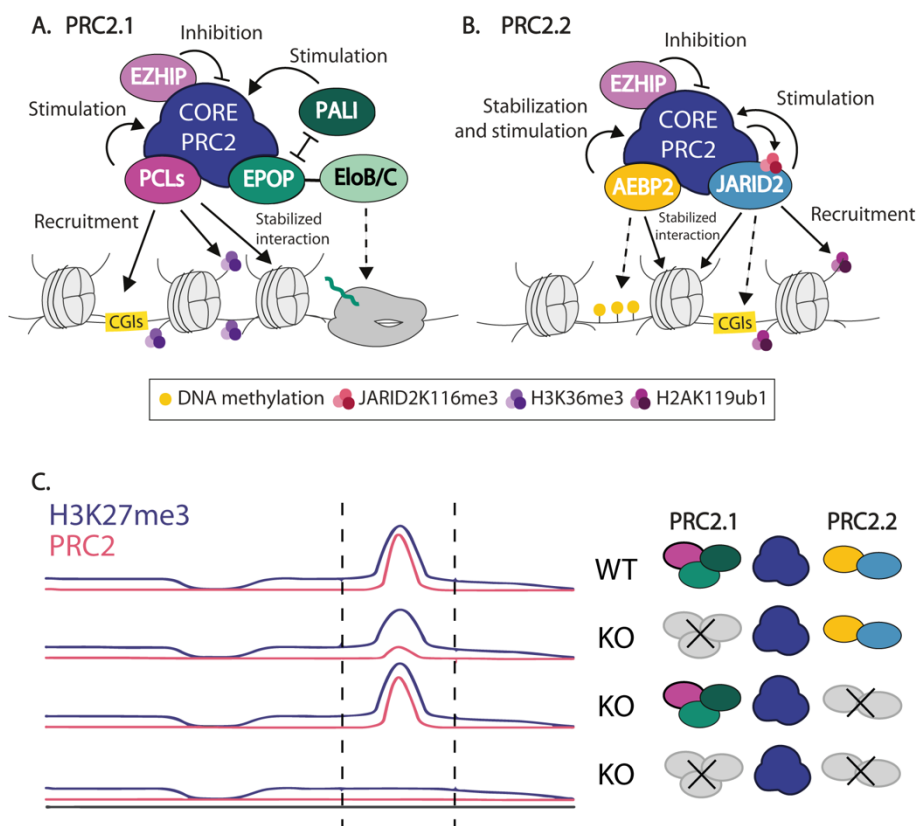 A. PRC2.1
Inhibition
Stimulation
EZHIP
Stimulation
CORE
PRC2
PALI
PCLs
EPOP
EloB/C
Recruitment
Stabilized
interaction
CGIs
B. PRC2.2
Inhibition
EZHIP
Stabilization
and stimulation
Stimulation
CORE
PRC2
AEBP2
JARID2
Stabilized
interaction
Recruitment
CGIs
DNA methylation JARID2K116me3 H3K36me3 H2AK119ub1
C.
H3K27me3
PRC2
PRC2.1 PRC2.2
WT
KO
KO
KO